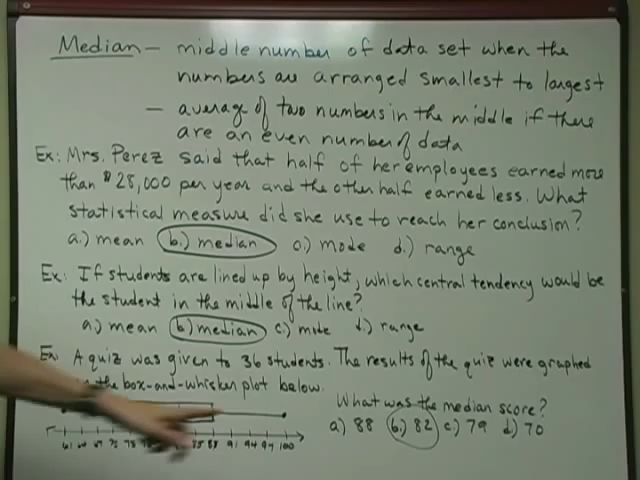 Median - middle number of data set when the
numbers are arranged smallest to largest
- average of two numbers in the middle if there
are an even number of data
Ex: Mrs. Perez said that half of her employees earned more
than $28,000 per year and the other half earned less. What
statistical measure did she use to reach her conclusion?
a.) mean b.) median c.) mode d.) range
Ex: If students are lined up by height, which central tendency would be
the student in the middle of the line?
a.) mean b.) median c.) mode d.) range
Ex: A quiz was given to 36 students. The results of the quiz were graphed
the box-and-whisker plot below.
What was the median score?
a.) 88 b.) 82 c.) 79 d.) 70
91 94 97 100